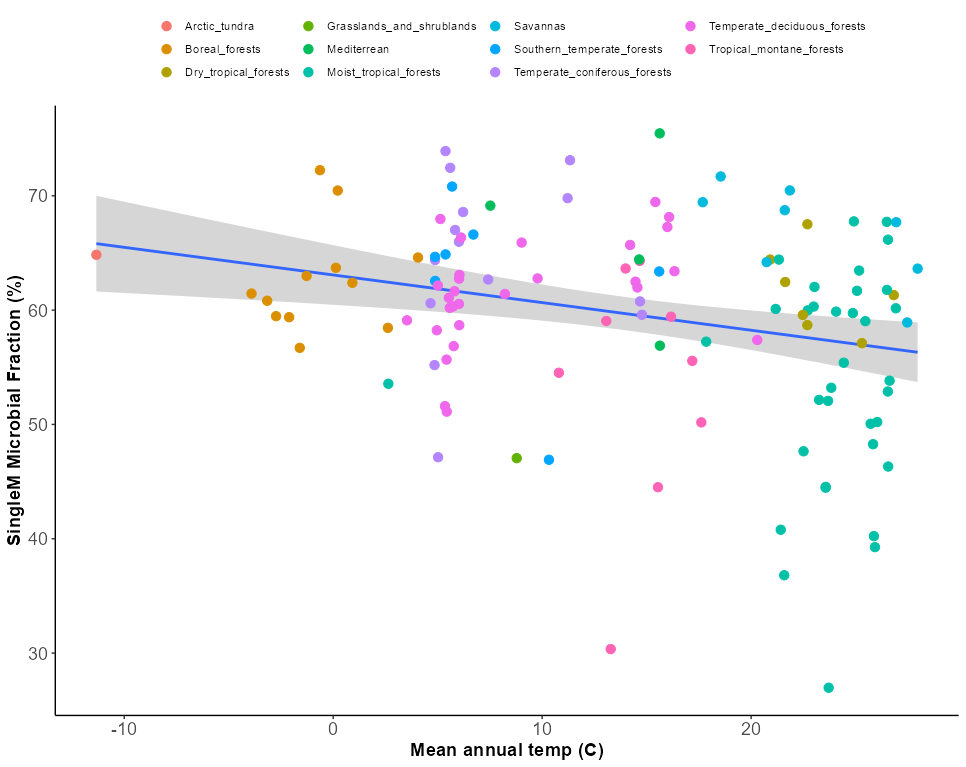 Arctic_tundra Grasslands_and_shrublands Savannas Temperate_deciduous_forests
Boreal_forests Mediterrean Southern_temperate_forests Tropical_montane_forests
Dry_tropical_forests Moist_tropical_forests Temperate_coniferous_forests
SingleM Microbial Fraction (%)
70
60
50
40
30
-10 0 10 20
Mean annual temp (C)